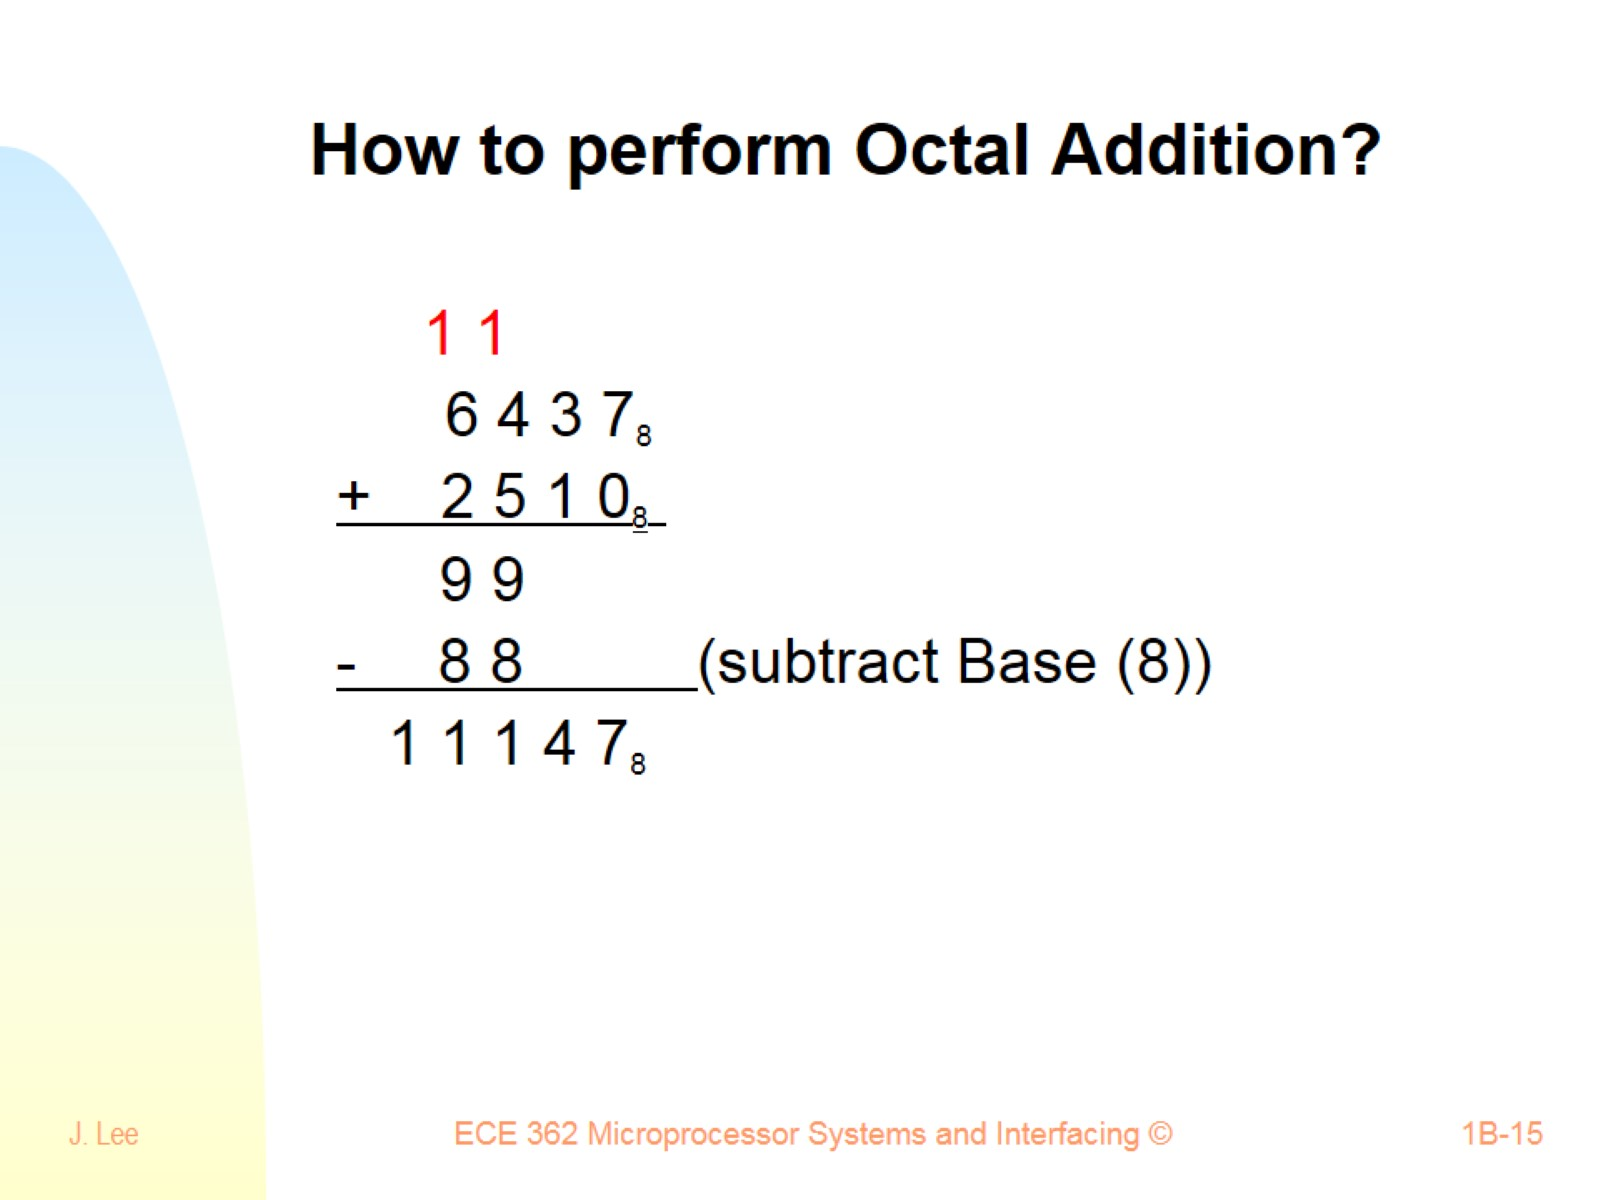 How to perform Octal Addition?
1 1
6 4 3 7₈
+ 2 5 1 0₈
9 9
- 8 8 (subtract Base (8))
1 1 1 4 7₈
J. Lee
ECE 362 Microprocessor Systems and Interfacing ©
1B-15